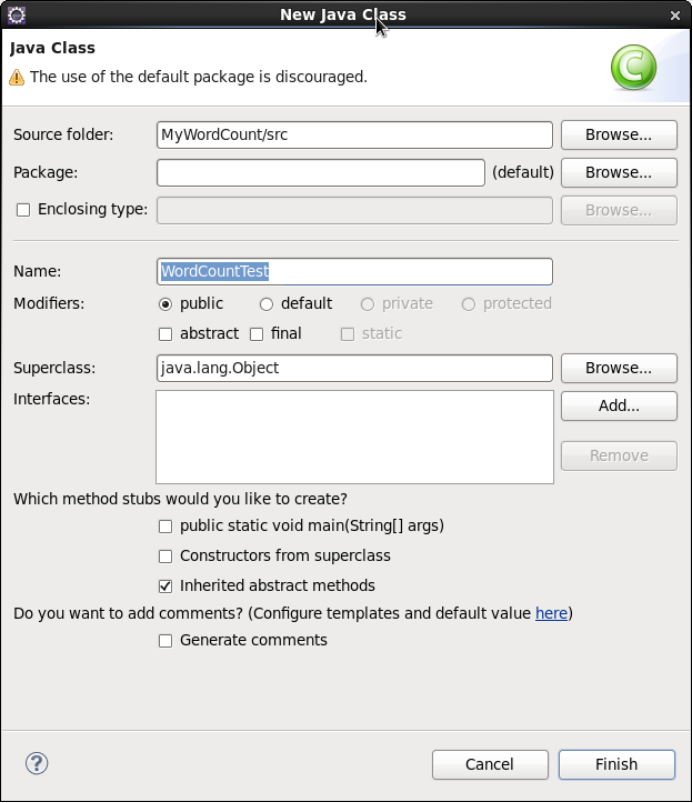 New Java Class
Java Class
The use of the default package is discouraged.
Source folder: MyWordCount/src Browse...
Package: (default) Browse...
Enclosing type: Browse...
Name: WordCountTest
Modifiers: public default private protected
abstract final static
Superclass: java.lang.Object Browse...
Interfaces: Add...
Remove
Which method stubs would you like to create?
public static void main(String[] args)
Constructors from superclass
Inherited abstract methods
Do you want to add comments? (Configure templates and default value here)
Generate comments
? Cancel Finish